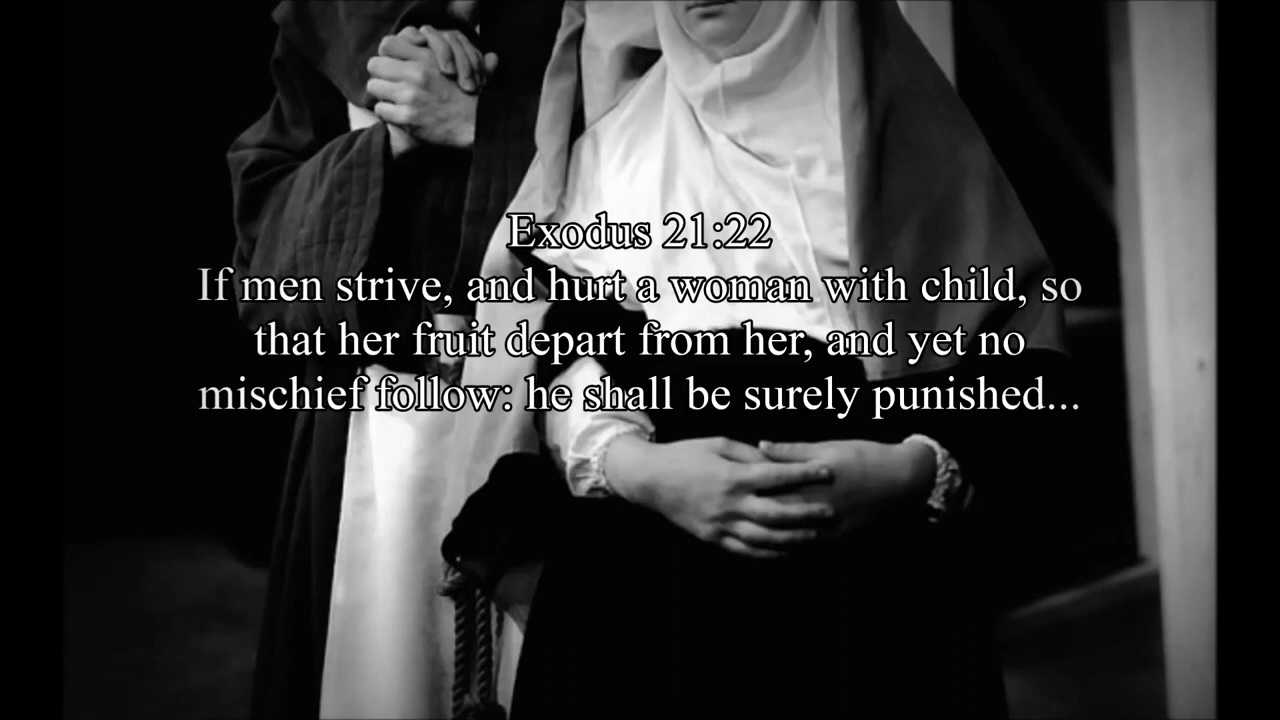 Exodus 21:22
If men strive, and hurt a woman with child, so
that her fruit depart from her, and yet no
mischief follow: he shall be surely punished...